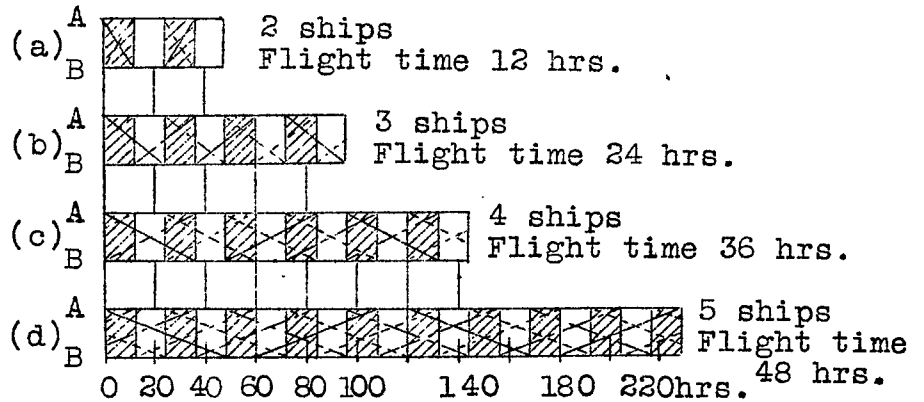 A
(a)
B
2 ships
Flight time 12 hrs.
A
(b)
B
3 ships
Flight time 24 hrs.
A
(c)
B
4 ships
Flight time 36 hrs.
A
(d)
B
5 ships
Flight time
48 hrs.
0 20 40 60 80 100 140 180 220hrs.